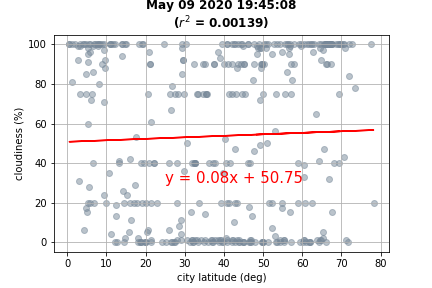 May 09 2020 19:45:08
(r² = 0.00139)
100
80
60
40
20
0
cloudiness (%)
y = 0.08x + 50.75
0 10 20 30 40 50 60 70 80
city latitude (deg)